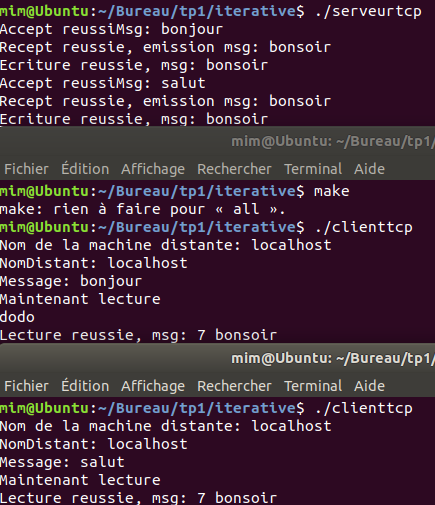 mim@Ubuntu:~/Bureau/tp1/iterative$ ./serveurtcp
Accept reussiMsg: bonjour
Recept reussie, emission msg: bonsoir
Ecriture reussie, msg: bonsoir
Accept reussiMsg: salut
Recept reussie, emission msg: bonsoir
Ecriture reussie, msg: bonsoir
mim@Ubuntu: ~/Bureau/tp1/
Fichier Édition Affichage Rechercher Terminal Aide
mim@Ubuntu:~/Bureau/tp1/iterative$ make
make: rien à faire pour « all ».
mim@Ubuntu:~/Bureau/tp1/iterative$ ./clienttcp
Nom de la machine distante: localhost
NomDistant: localhost
Message: bonjour
Maintenant lecture
dodo
Lecture reussie, msg: 7 bonsoir
mim@Ubuntu: ~/Bureau/tp1/
Fichier Édition Affichage Rechercher Terminal Aide
mim@Ubuntu:~/Bureau/tp1/iterative$ ./clienttcp
Nom de la machine distante: localhost
NomDistant: localhost
Message: salut
Maintenant lecture
Lecture reussie, msg: 7 bonsoir